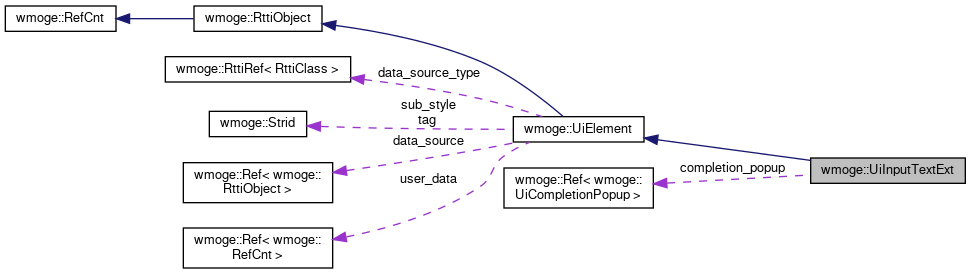 wmoge::RefCnt
wmoge::RttiObject
wmoge::RttiRef< RttiClass >
data_source_type
wmoge::Strid
sub_style
tag
wmoge::UiElement
data_source
wmoge::Ref< wmoge::
RttiObject >
user_data
wmoge::Ref< wmoge::
UiCompletionPopup >
completion_popup
wmoge::UiInputTextExt
wmoge::Ref< wmoge::
RefCnt >